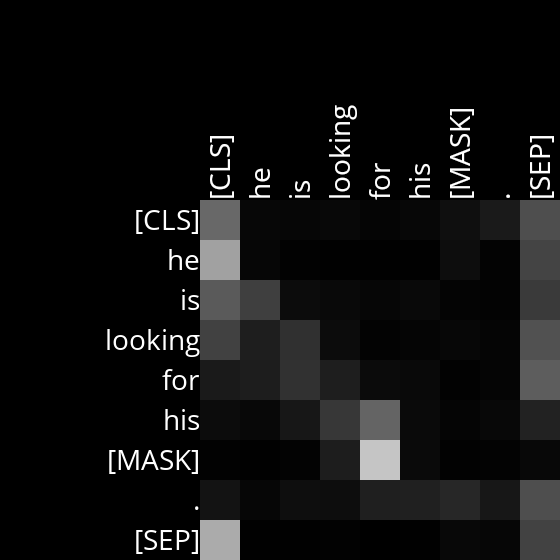 [CLS] he is looking for his [MASK] . [SEP]
[CLS]
he
is
looking
for
his
[MASK]
.
[SEP]